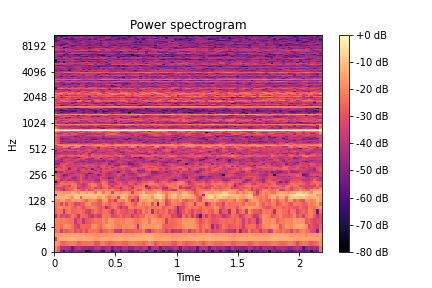 Power spectrogram
Hz
8192
4096
2048
1024
512
256
128
64
0
0
0.5
1
1.5
2
Time
+0 dB
-10 dB
-20 dB
-30 dB
-40 dB
-50 dB
-60 dB
-70 dB
-80 dB